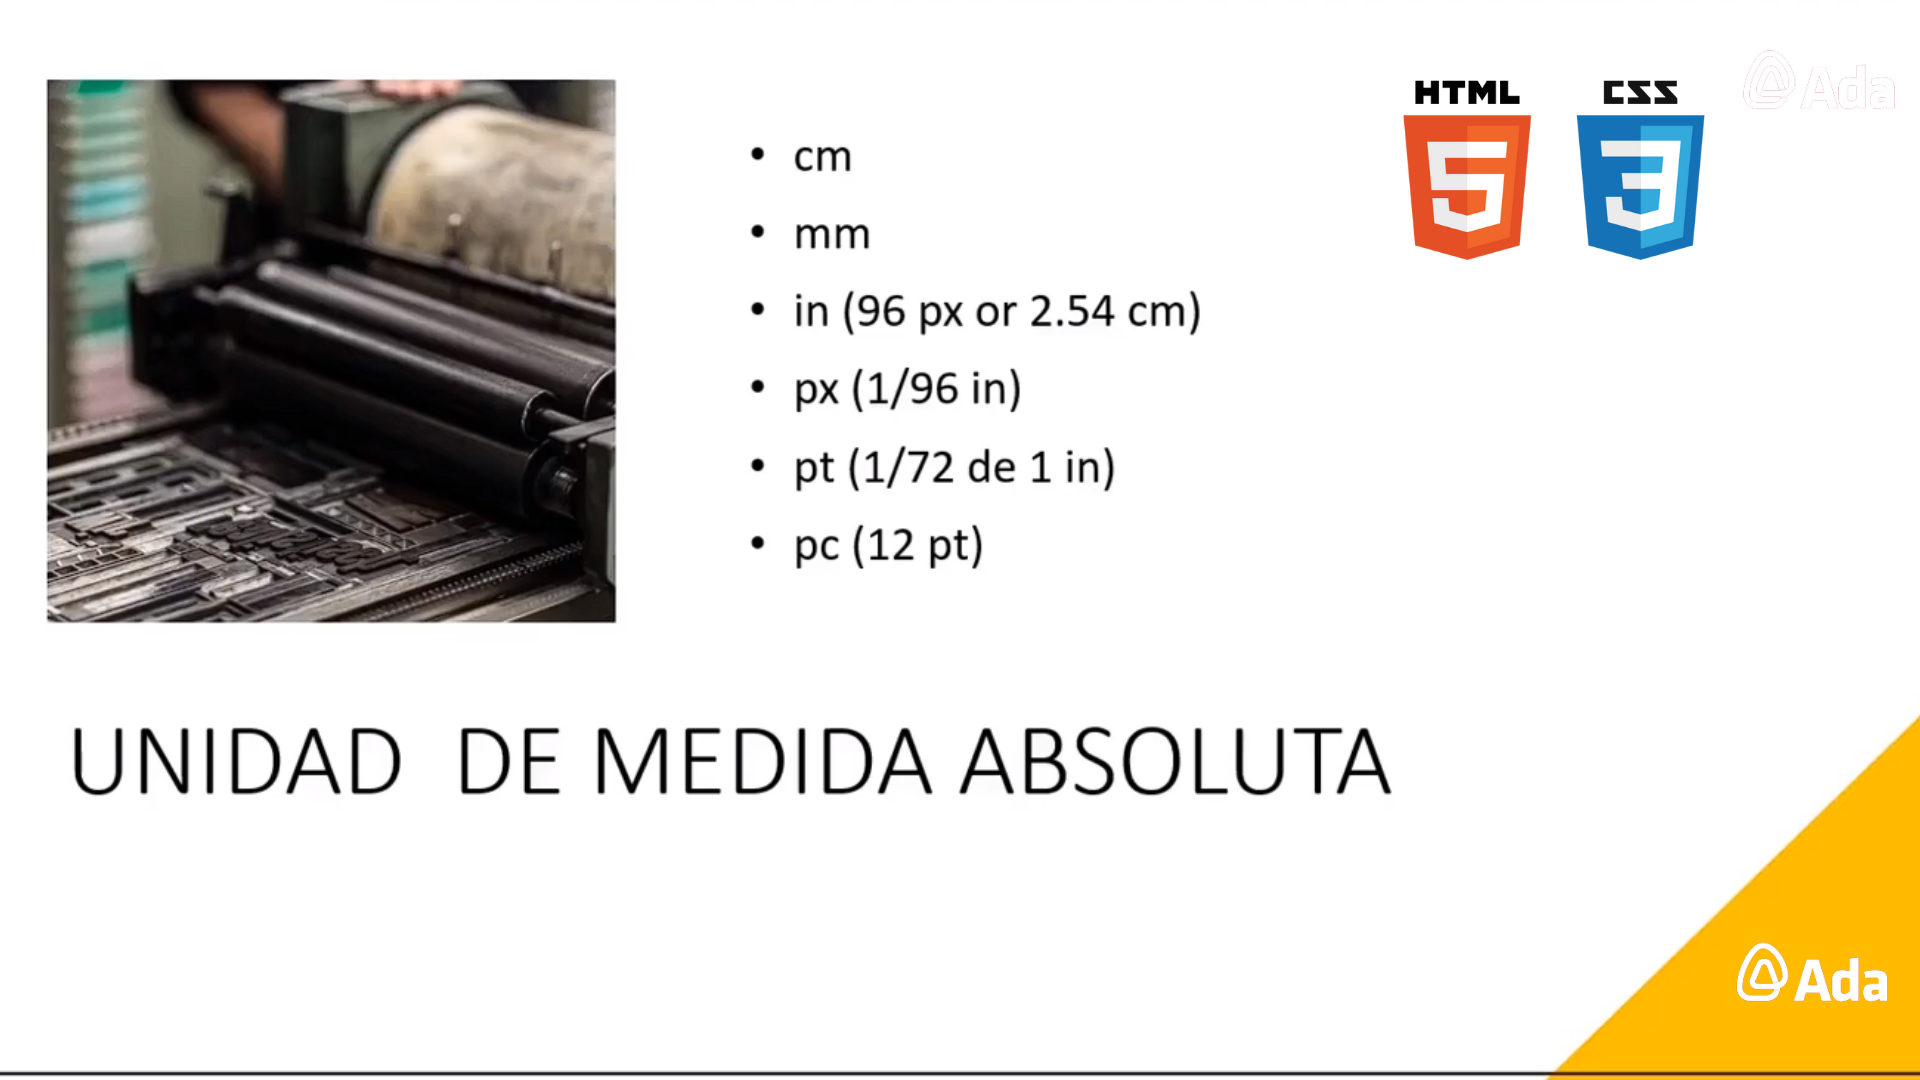 HTML
5
CSS
3
Ada
• cm
• mm
• in (96 px or 2.54 cm)
• px (1/96 in)
• pt (1/72 de 1 in)
• pc (12 pt)
UNIDAD  DE MEDIDA ABSOLUTA
Ada